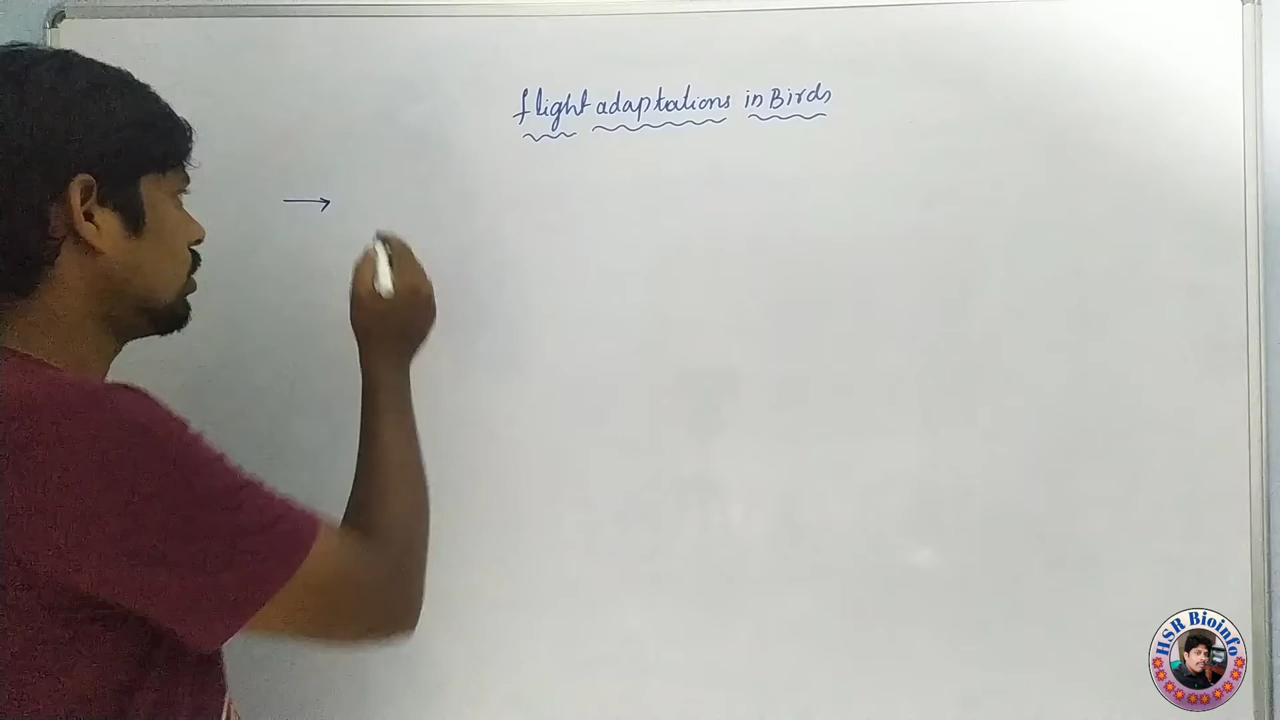 flight adaptations in Birds
→
HSR Bioinfo